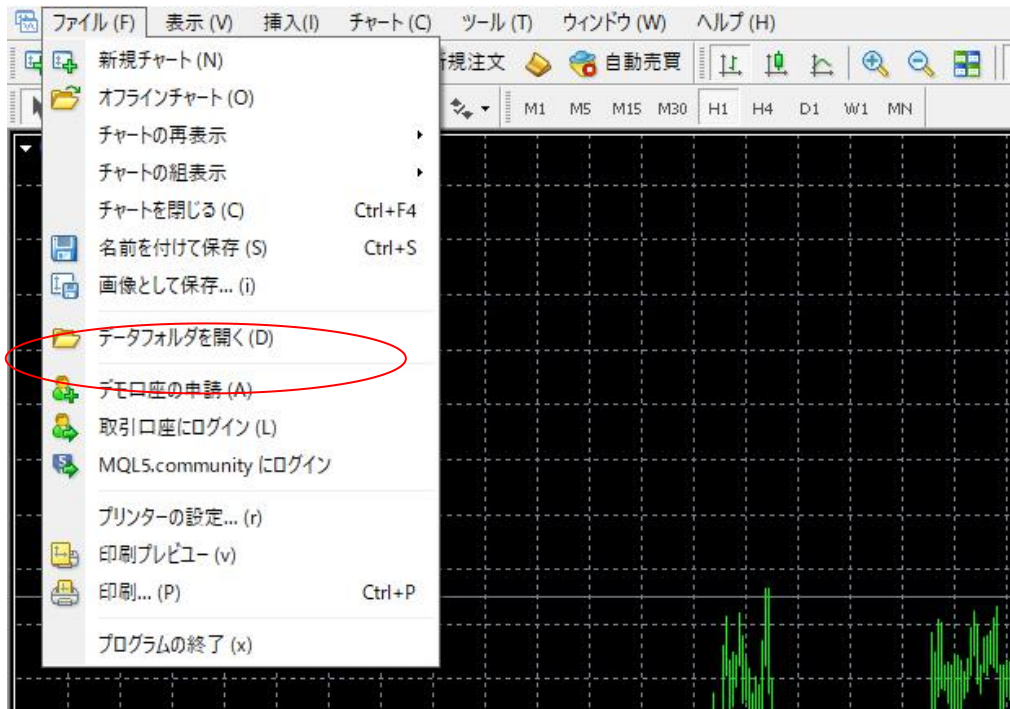 ファイル (F) 表示 (V) 挿入(I) チャート (C) ツール (T) ウィンドウ (W) ヘルプ (H)
規注文 自動売買
M1 M5 M15 M30 H1 H4 D1 W1 MN
新規チャート (N)
オフラインチャート (O)
チャートの再表示
チャートの組表示
チャートを閉じる (C) Ctrl+F4
名前を付けて保存 (S) Ctrl+S
画像として保存... (i)
データフォルダを開く (D)
デモ口座の申請 (A)
取引口座にログイン (L)
MQL5.community にログイン
プリンターの設定... (r)
印刷プレビュー (v)
印刷... (P) Ctrl+P
プログラムの終了 (x)